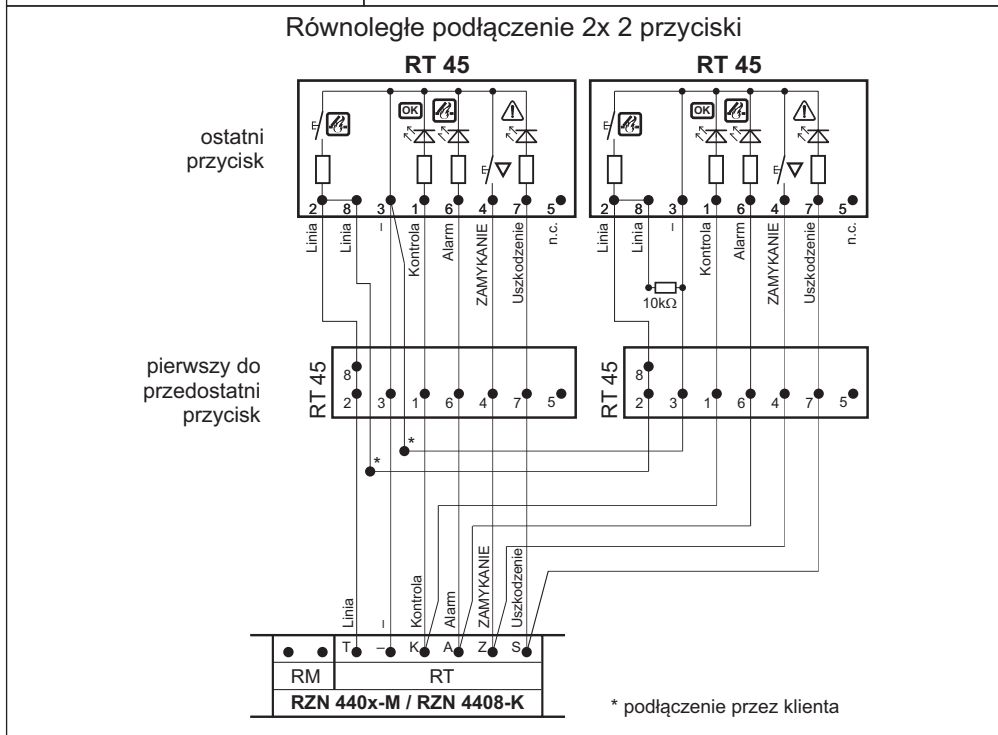 Równoległe podłączenie 2x 2 przyciski
RT 45 RT 45
OK OK
ostatni
przycisk
2 8 3 1 6 4 7 5 2 8 3 1 6 4 7 5
Linia Linia – Kontrola Alarm ZAMYKANIE Uszkodzenie n.c. Linia Linia – Kontrola Alarm ZAMYKANIE Uszkodzenie n.c.
10kΩ
pierwszy do
przedostatni
przycisk
RT 45 RT 45
8 8
2 3 1 6 4 7 5 2 3 1 6 4 7 5
*
*
Linia – Kontrola Alarm ZAMYKANIE Uszkodzenie
T – K A Z S
RM RT
RZN 440x-M / RZN 4408-K
* podłączenie przez klienta